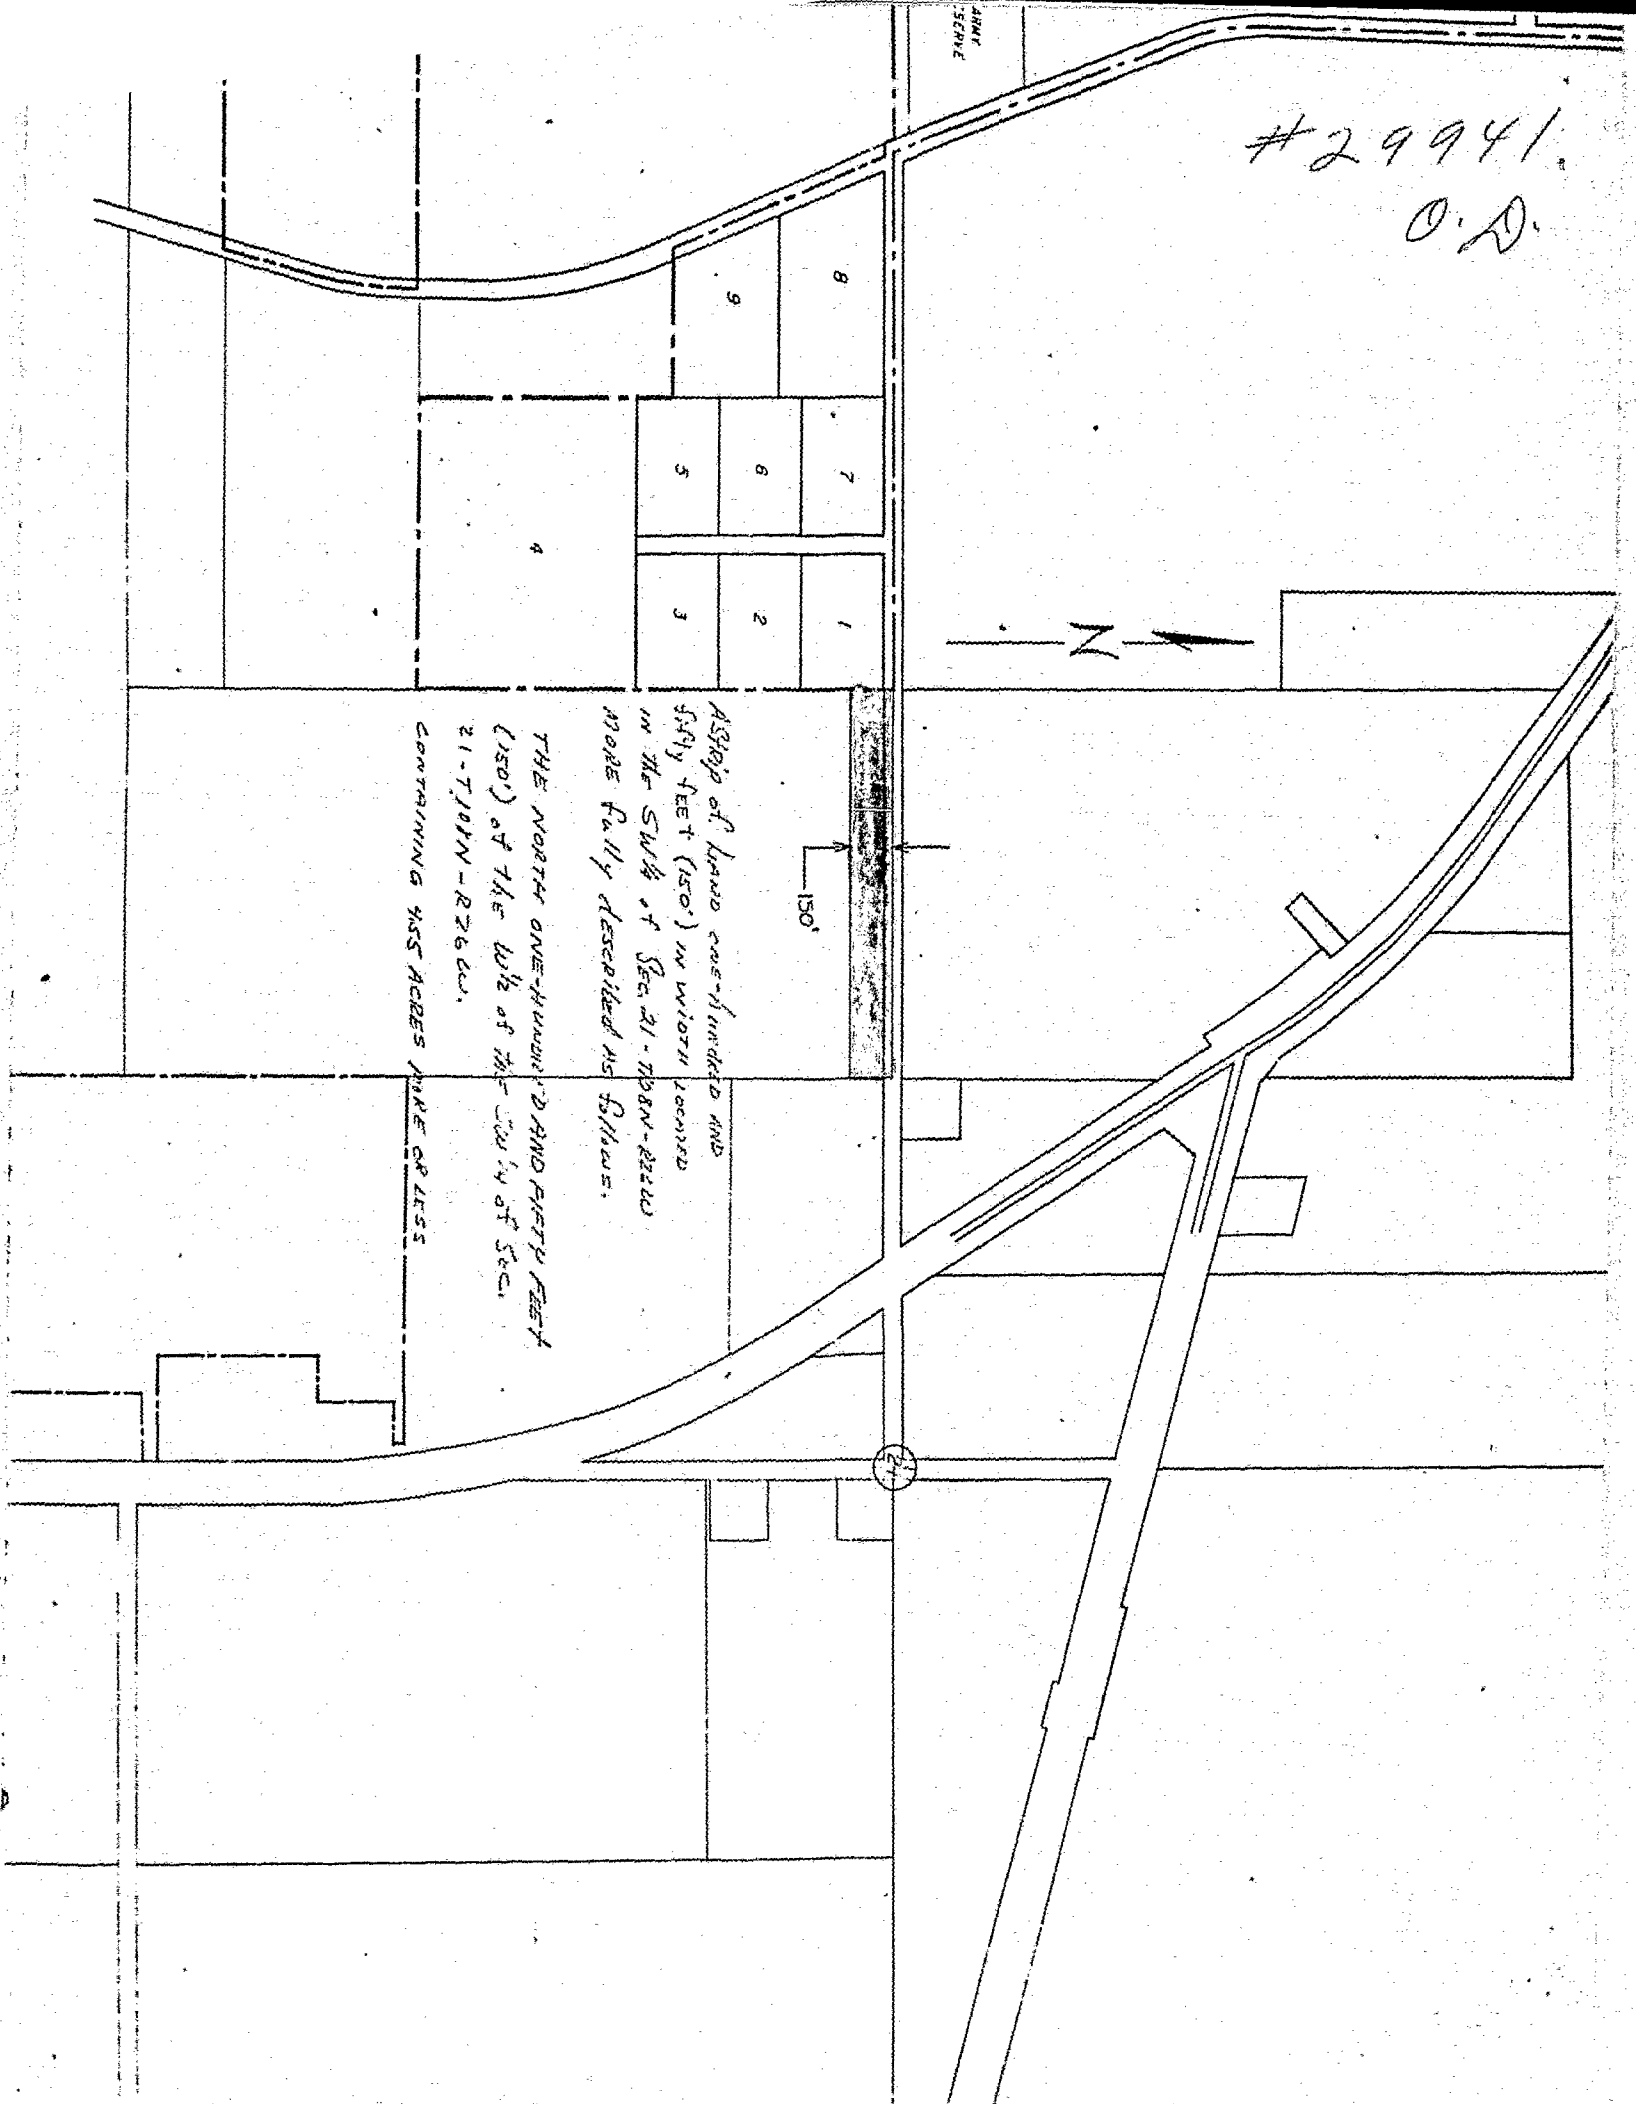 #29941.
O.D.
ARMY
8
9
7
6
5
4
1
2
3
N
150'
A Strip of LAND ONE-HUNDRED AND
fifty FEET (150') IN WIDTH LOCATED
IN THE SW¼ of SEC. 21-T108N-R26W
MORE fully described AS follows.
THE NORTH ONE-HUNDRED AND FIFTY FEET
(150') of the W½ of the SW¼ of Sec.
21-T.108N-R26W.
CONTAINING 4.55 ACRES MORE OR LESS
21